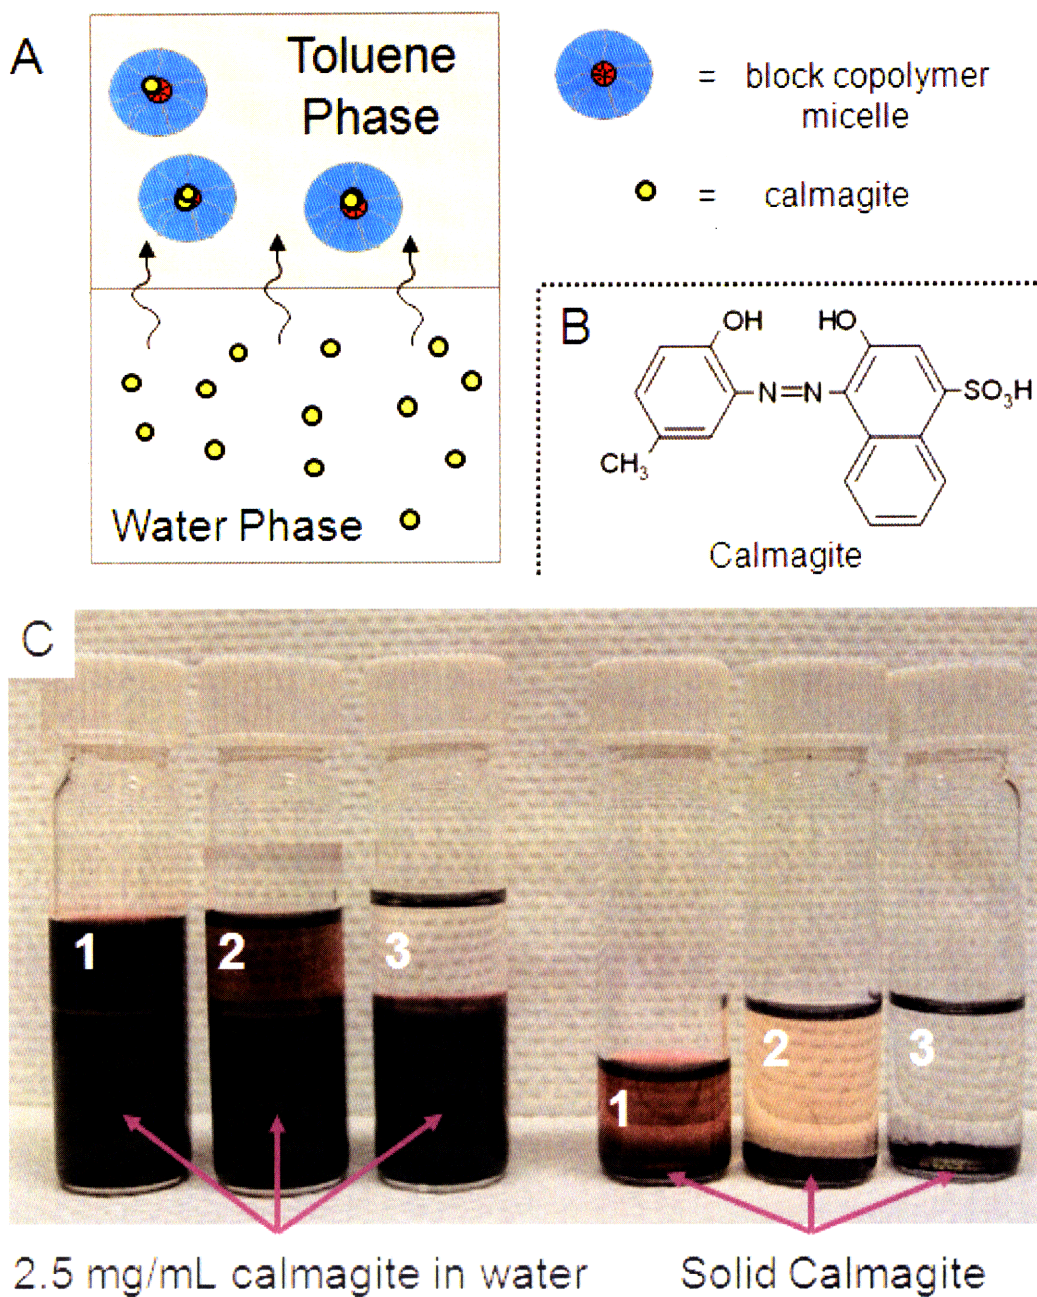 A
Toluene
Phase
Water Phase
= block copolymer
micelle
= calmagite
B
OH
HO
N=N
SO₃H
CH₃
Calmagite
C
1
2
3
1
2
3
2.5 mg/mL calmagite in water
Solid Calmagite